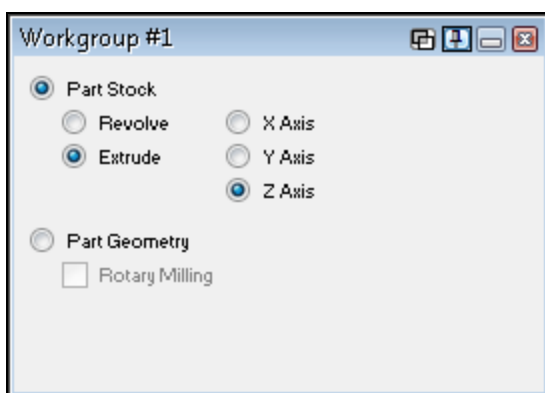 Workgroup #1
Part Stock
Revolve X Axis
Extrude Y Axis
Z Axis
Part Geometry
Rotary Milling